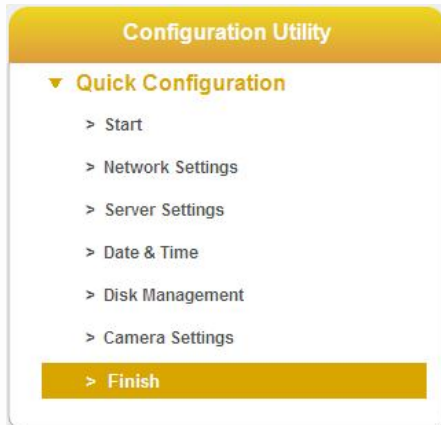 Configuration Utility
▼ Quick Configuration
> Start
> Network Settings
> Server Settings
> Date & Time
> Disk Management
> Camera Settings
> Finish